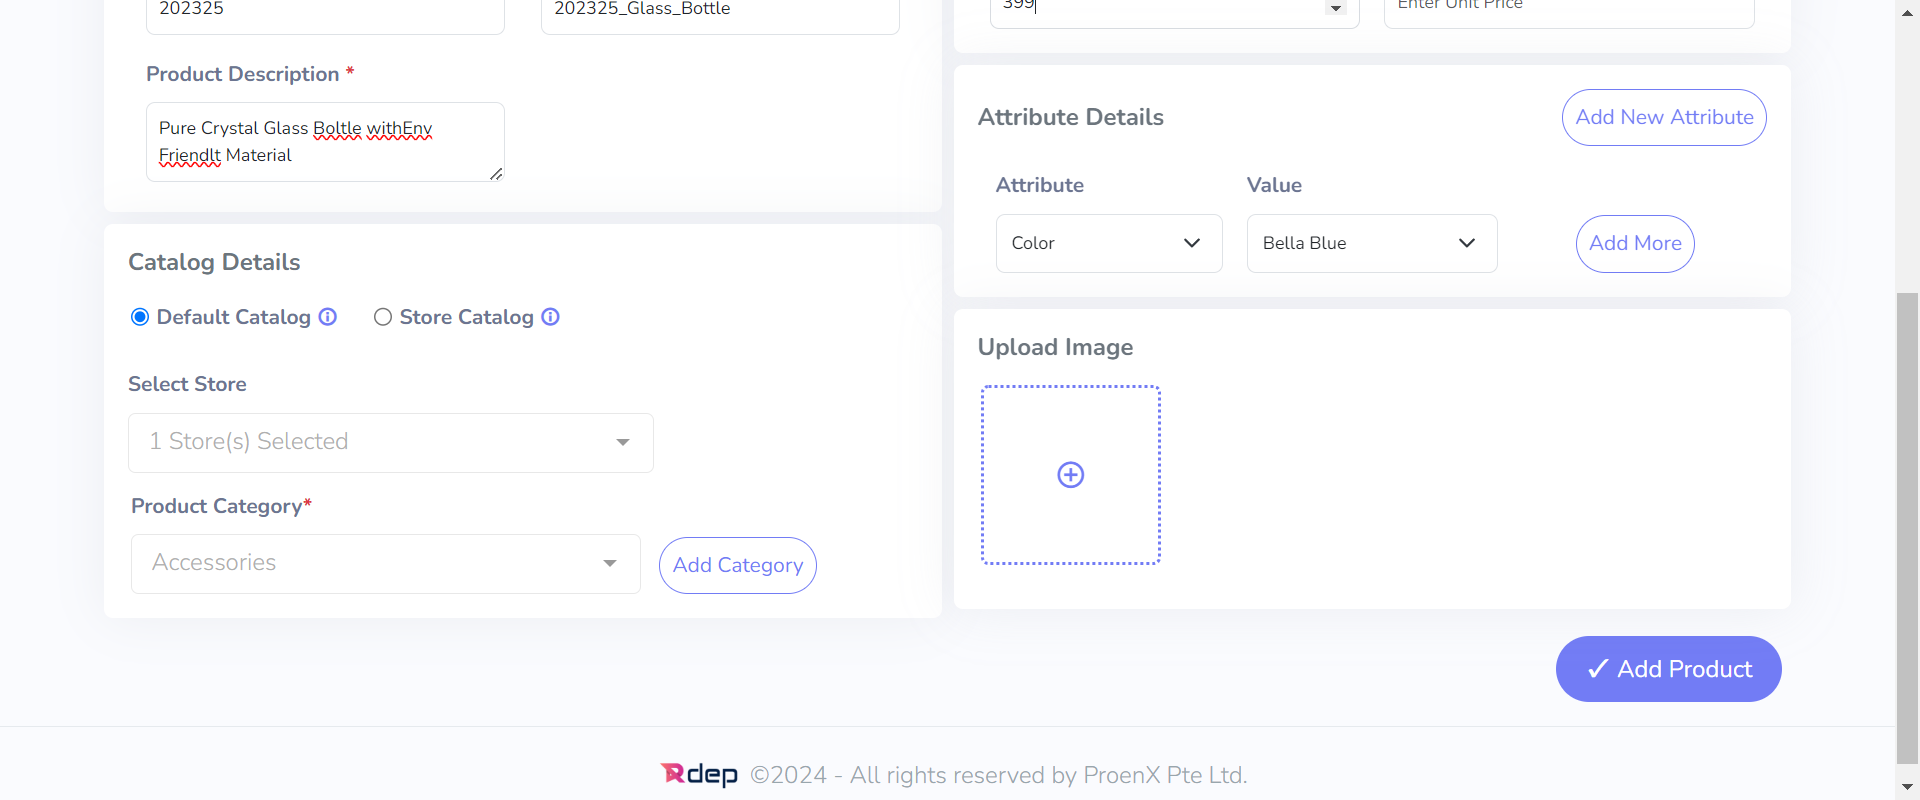 202325
202325_Glass_Bottle
399
Enter Unit Price
Product Description *
Pure Crystal Glass Boltle withEnv
Friendlt Material
Catalog Details
Default Catalog
Store Catalog
Select Store
1 Store(s) Selected
Product Category*
Accessories
Add Category
Attribute Details
Add New Attribute
Attribute
Value
Color
Bella Blue
Add More
Upload Image
✓ Add Product
Rdep ©2024 - All rights reserved by ProenX Pte Ltd.